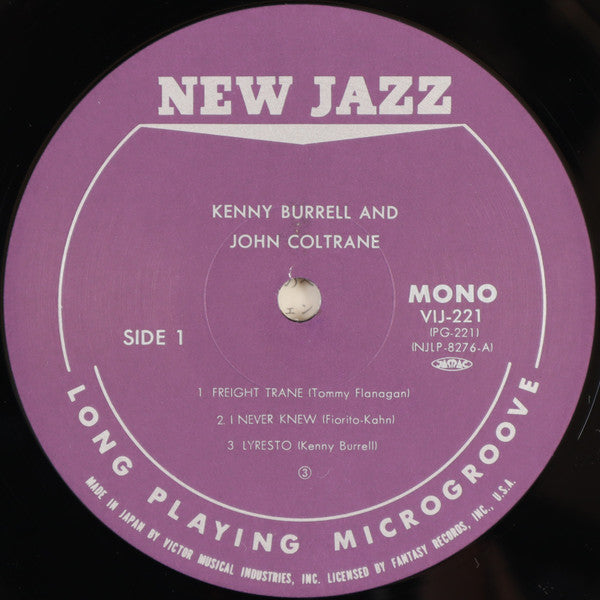 NEW JAZZ
KENNY BURRELL AND
JOHN COLTRANE
SIDE 1
MONO
VIJ-221
(PG-221)
(NJLP-8276-A)
1 FREIGHT TRANE (Tommy Flanagan)
2. I NEVER KNEW (Fiorito-Kahn)
3 LYRESTO (Kenny Burrell)
③
LONG PLAYING MICROGROOVE
MADE IN JAPAN BY VICTOR MUSICAL INDUSTRIES, INC. LICENSED BY FANTASY RECORDS, INC., U.S.A.